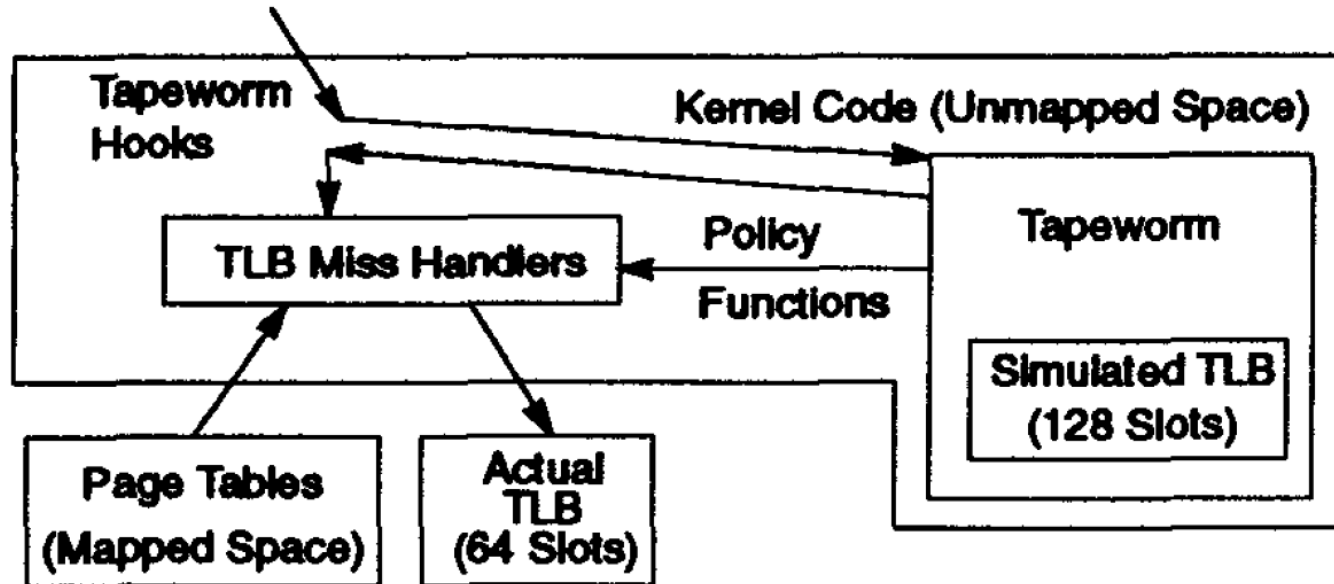 Tapeworm
Hooks
Kernel Code (Unmapped Space)
Tapeworm
TLB Miss Handlers
Policy
Functions
Simulated TLB
(128 Slots)
Page Tables
(Mapped Space)
Actual
TLB
(64 Slots)